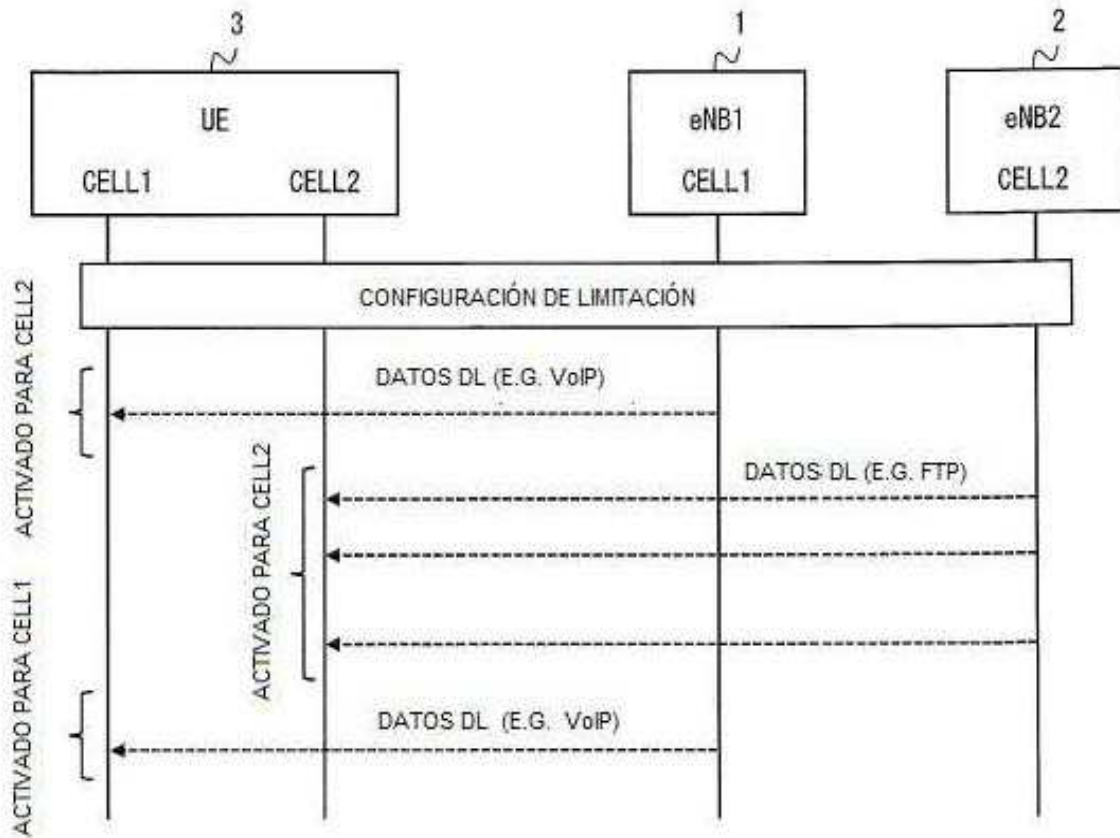 3
1
2
UE
CELL1
CELL2
eNB1
CELL1
eNB2
CELL2
CONFIGURACIÓN DE LIMITACIÓN
ACTIVADO PARA CELL2
DATOS DL (E.G. VoIP)
ACTIVADO PARA CELL2
DATOS DL (E.G. FTP)
ACTIVADO PARA CELL1
DATOS DL (E.G. VoIP)